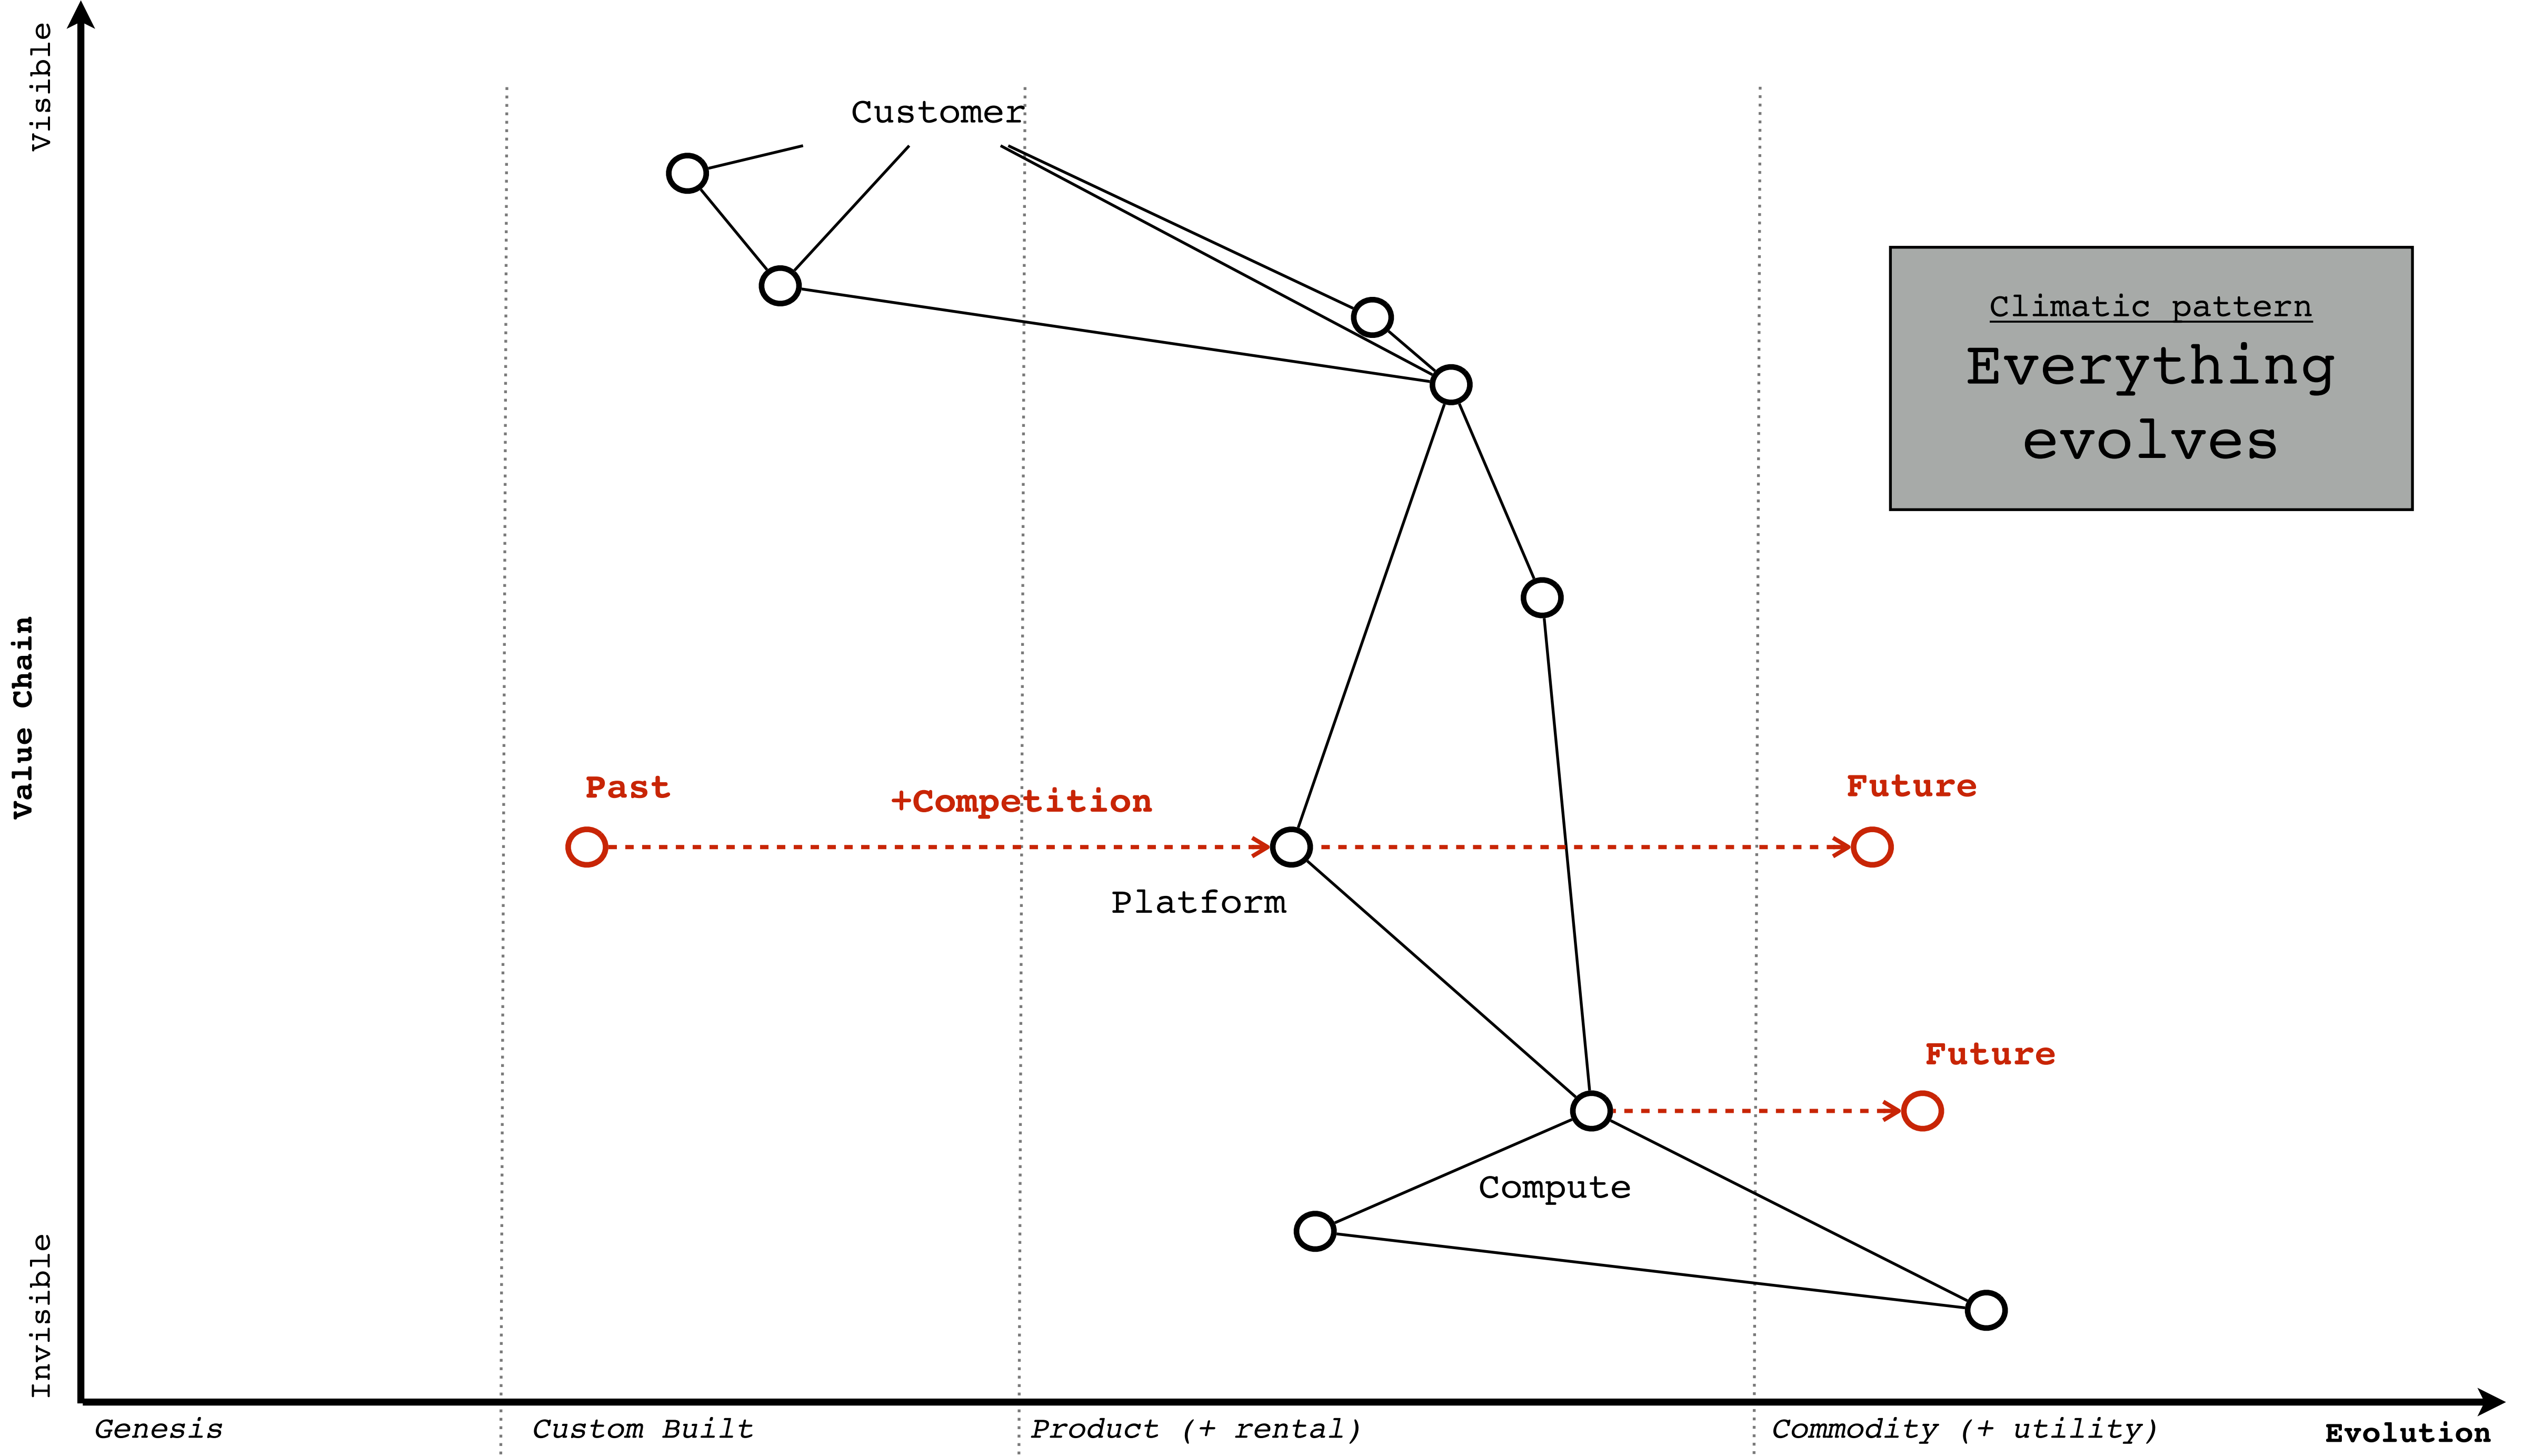 Visible
Customer
Climatic pattern
Everything
evolves
Value Chain
Past
+Competition
Future
Platform
Future
Compute
Invisible
Genesis
Custom Built
Product (+ rental)
Commodity (+ utility)
Evolution